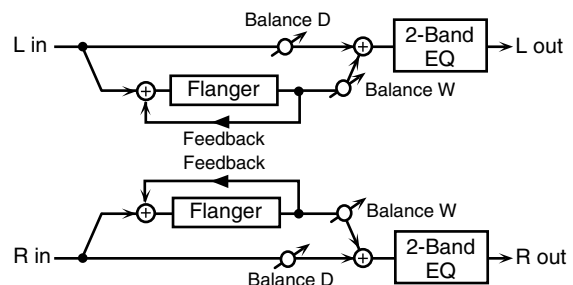 Balance D
L in
2-Band
EQ
L out
Flanger
Balance W
Feedback
Feedback
Flanger
Balance W
R in
2-Band
EQ
R out
Balance D